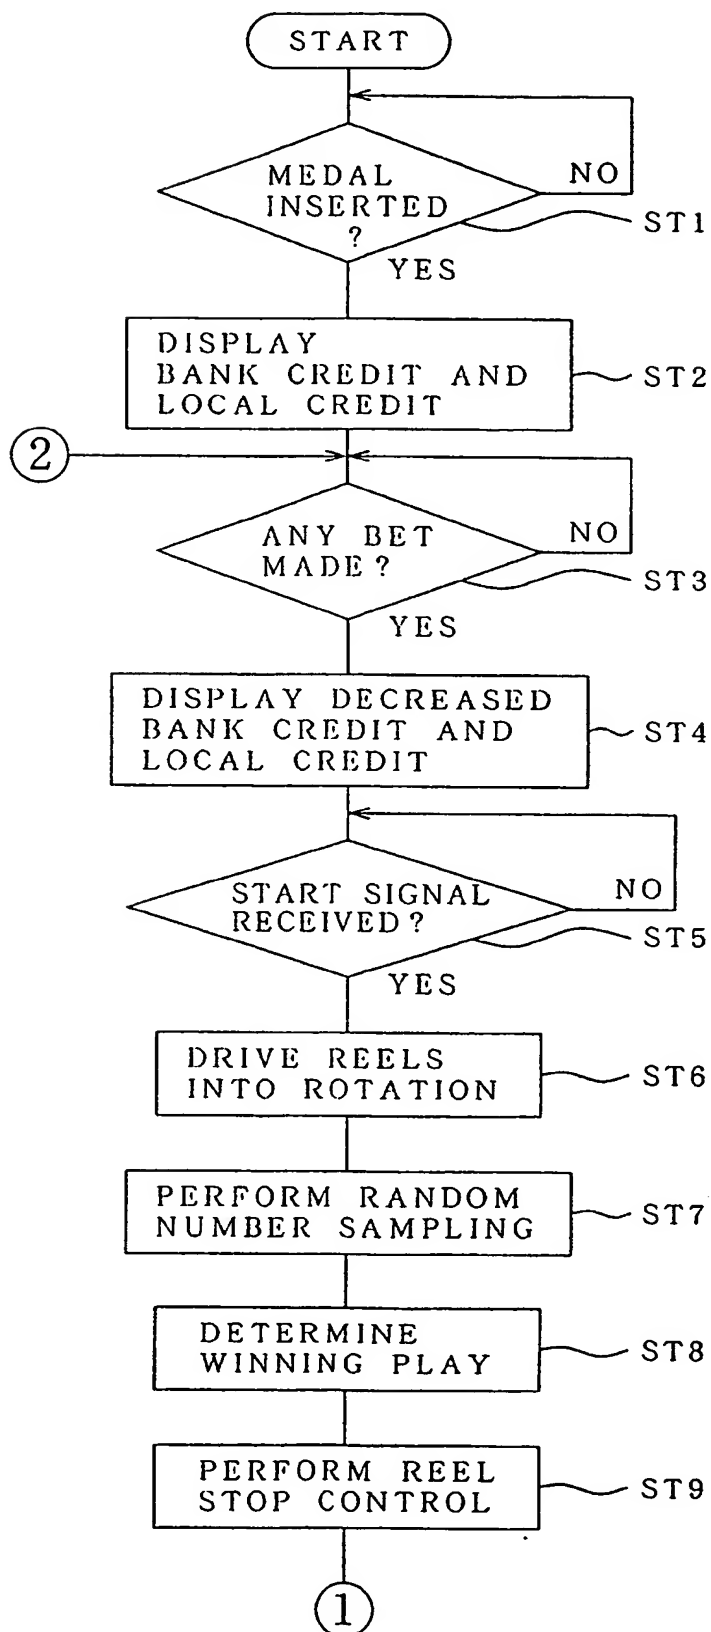 START
MEDAL
INSERTED
?
NO
ST1
YES
DISPLAY
BANK CREDIT AND
LOCAL CREDIT
ST2
2
ANY BET
MADE?
NO
ST3
YES
DISPLAY DECREASED
BANK CREDIT AND
LOCAL CREDIT
ST4
START SIGNAL
RECEIVED?
NO
ST5
YES
DRIVE REELS
INTO ROTATION
ST6
PERFORM RANDOM
NUMBER SAMPLING
ST7
DETERMINE
WINNING PLAY
ST8
PERFORM REEL
STOP CONTROL
ST9
1